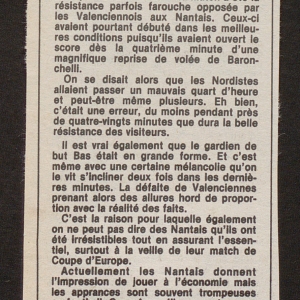 résistance parfois farouche opposée par
les Valenciennois aux Nantais. Ceux-ci
avaient pourtant débuté dans les meilleu-
res conditions puisqu'ils avaient ouvert le
score dès la quatrième minute d'une
magnifique reprise de volée de Baron-
chelli.
On se disait alors que les Nordistes
allaient passer un mauvais quart d'heure
et peut-être même plusieurs. Eh bien,
c'était une erreur, du moins pendant près
de quatre-vingts minutes que dura la belle
résistance des visiteurs.
Il est vrai également que le gardien de
but Bas était en grande forme. Et c'est
même avec une certaine mélancolie qu'on
le vit s'incliner deux fois dans les derniè-
res minutes. La défaite de Valenciennes
prenant alors des allures hord de propor-
tion avec la réalité des faits.
C'est la raison pour laquelle également
on ne peut pas dire des Nantais qu'ils ont
été irrésistibles tout en assurant l'essen-
tiel, surtout à la veille de leur match de
Coupe d'Europe.
Actuellement les Nantais donnent
l'impression de jouer à l'économie mais
les apprances sont souvent trompeuses